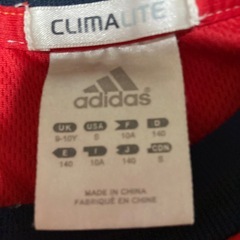 CLIMALITE
adidas
UK USA F D
9-10Y S 10A 140
E I J CDN
140 10A 140 S
MADE IN CHINA
FABRIQUÉ EN CHINE